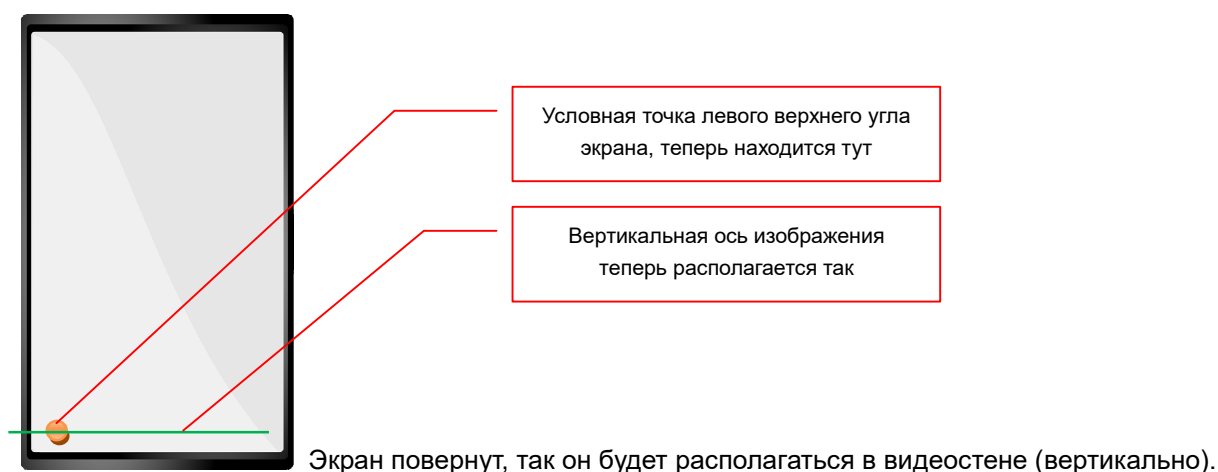 Условная точка левого верхнего угла
экрана, теперь находится тут
Вертикальная ось изображения
теперь располагается так
Экран повернут, так он будет располагаться в видеостене (вертикально).